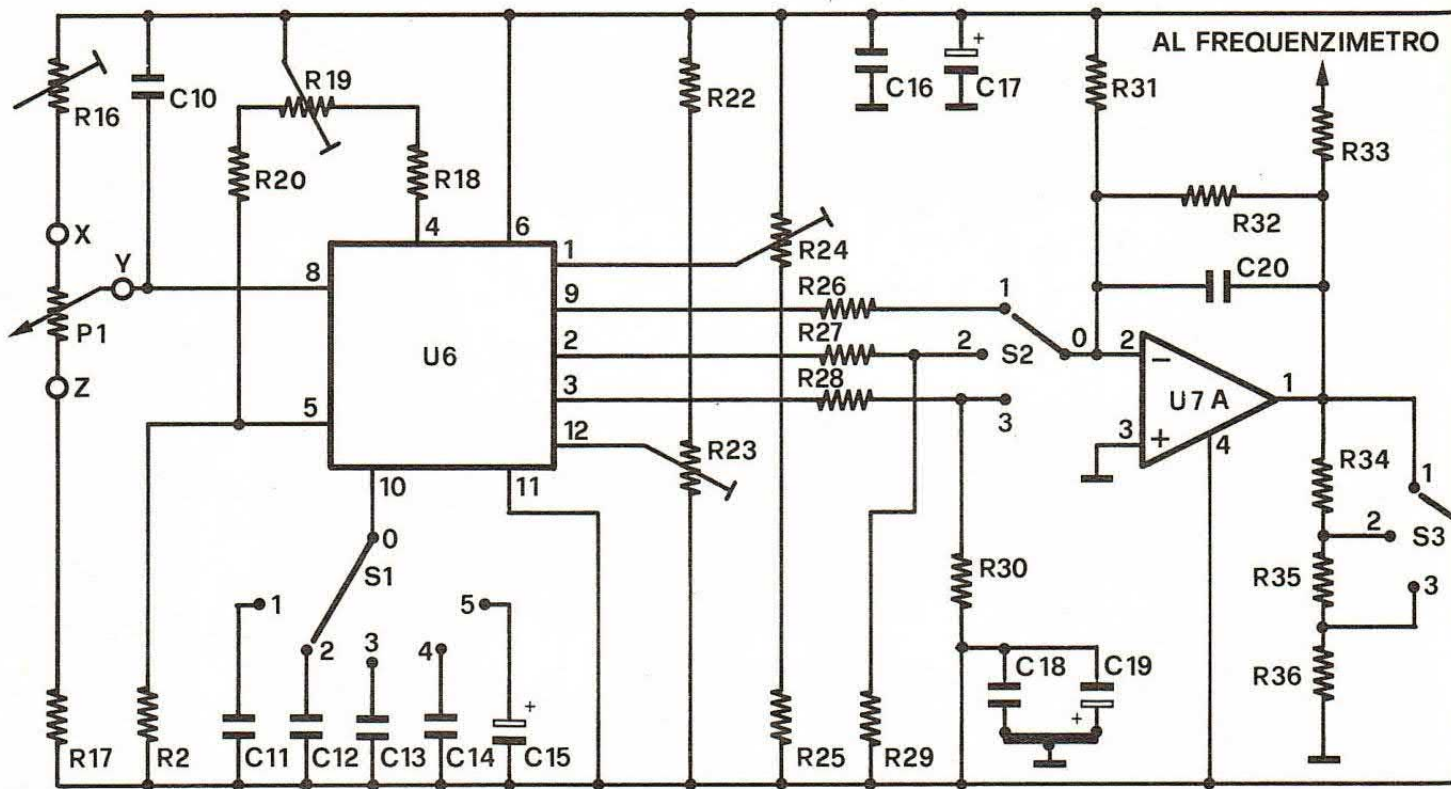 AL FREQUENZIMETRO
R16
C10
R19
R20
R18
R22
C16
+
C17
R31
R33
R32
C20
X
Y
P1
Z
4
6
8
5
U6
1
9
2
3
12
10
11
R24
R26
R27
R28
R23
1
2
3
S2
0
2
−
3
+
U7A
1
4
R34
1
2
S3
3
R35
R36
0
S1
1
2
3
4
5
R30
C18
C19
+
R17
R2
C11
C12
C13
C14
+
C15
R25
R29